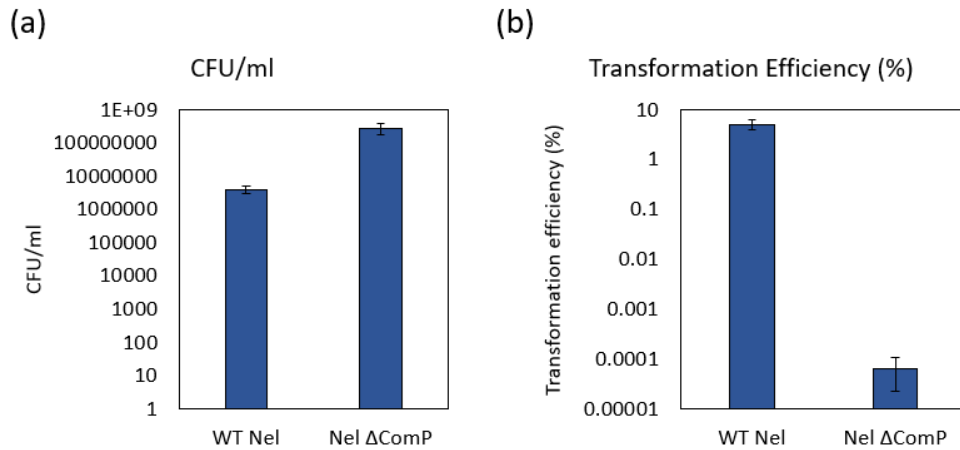 (a)
CFU/ml
1E+09
100000000
10000000
1000000
100000
10000
1000
100
10
1
CFU/ml
WT Nel
Nel ΔComP
(b)
Transformation Efficiency (%)
10
1
0.1
0.01
0.001
0.0001
0.00001
Transformation efficiency (%)
WT Nel
Nel ΔComP